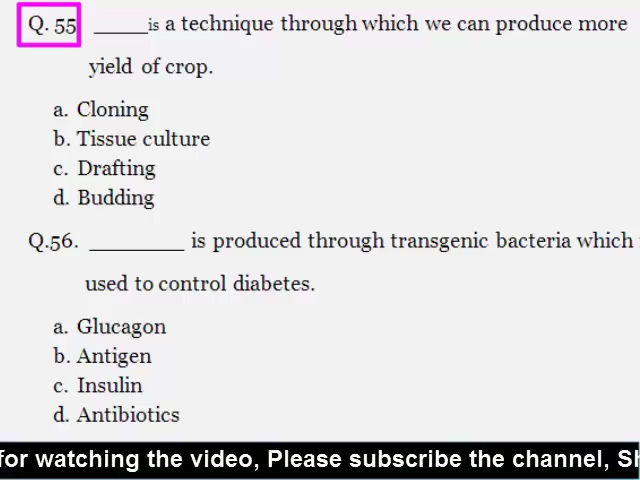 Q. 55 _____is a technique through which we can produce more
yield of crop.
a. Cloning
b. Tissue culture
c. Drafting
d. Budding
Q.56. _________ is produced through transgenic bacteria which
used to control diabetes.
a. Glucagon
b. Antigen
c. Insulin
d. Antibiotics
for watching the video, Please subscribe the channel,